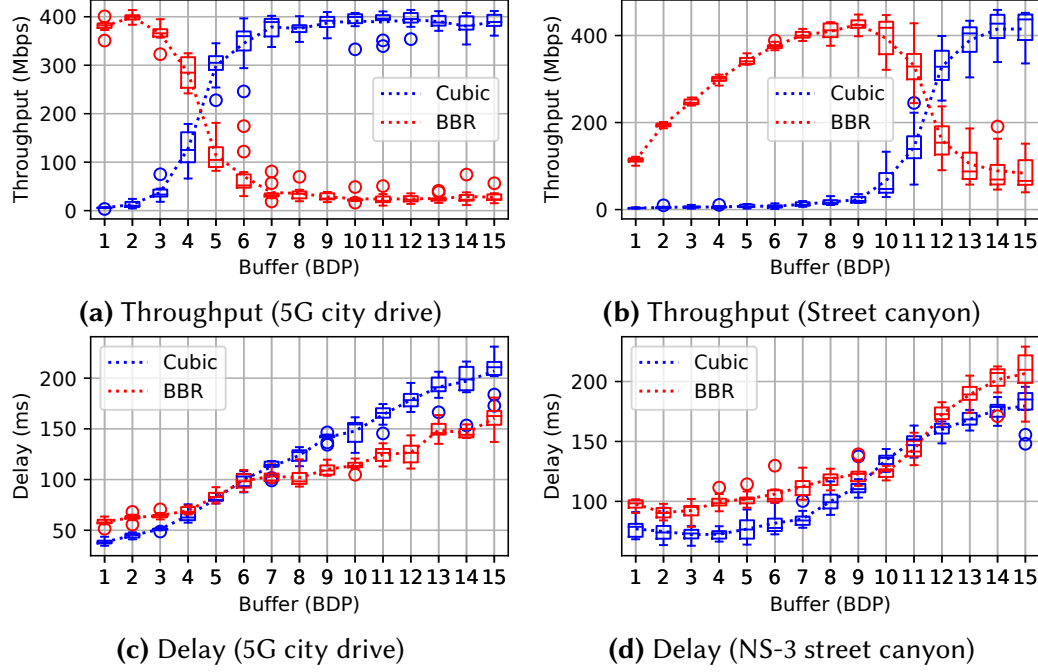 400
300
200
100
0
Throughput (Mbps)
Cubic
BBR
1 2 3 4 5 6 7 8 9 10 11 12 13 14 15
Buffer (BDP)
(a) Throughput (5G city drive)
400
200
0
Throughput (Mbps)
Cubic
BBR
1 2 3 4 5 6 7 8 9 10 11 12 13 14 15
Buffer (BDP)
(b) Throughput (Street canyon)
200
150
100
50
Delay (ms)
Cubic
BBR
1 2 3 4 5 6 7 8 9 10 11 12 13 14 15
Buffer (BDP)
(c) Delay (5G city drive)
200
150
100
Delay (ms)
Cubic
BBR
1 2 3 4 5 6 7 8 9 10 11 12 13 14 15
Buffer (BDP)
(d) Delay (NS-3 street canyon)